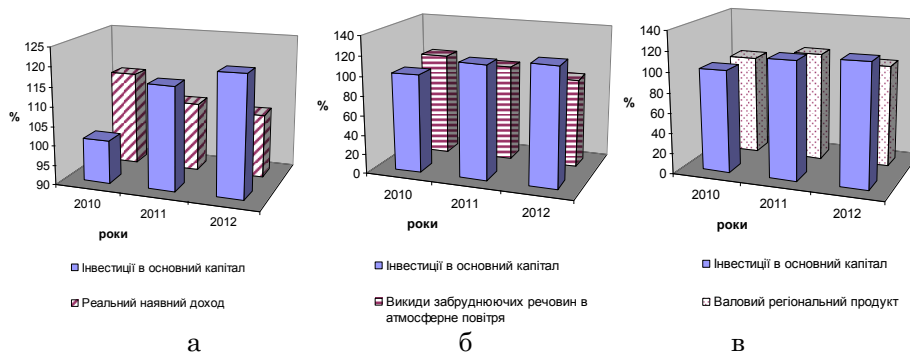 125
120
115
110
105
100
95
90
%
2010
2011
2012
роки
Інвестиції в основний капітал
Реальний наявний доход
а
140
120
100
80
60
40
20
0
%
2010
2011
2012
роки
Інвестиції в основний капітал
Викиди забруднюючих речовин в
атмосферне повітря
б
140
120
100
80
60
40
20
0
%
2010
2011
2012
роки
Інвестиції в основний капітал
Валовий регіональний продукт
в